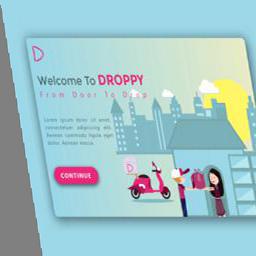 D
Welcome To DROPPY
From Door To Drop
Lorem ipsum dolor sit amet,
consectetuer adipiscing elit.
Aenean commodo ligula eget
dolor. Aenean massa.
D
CONTINUE